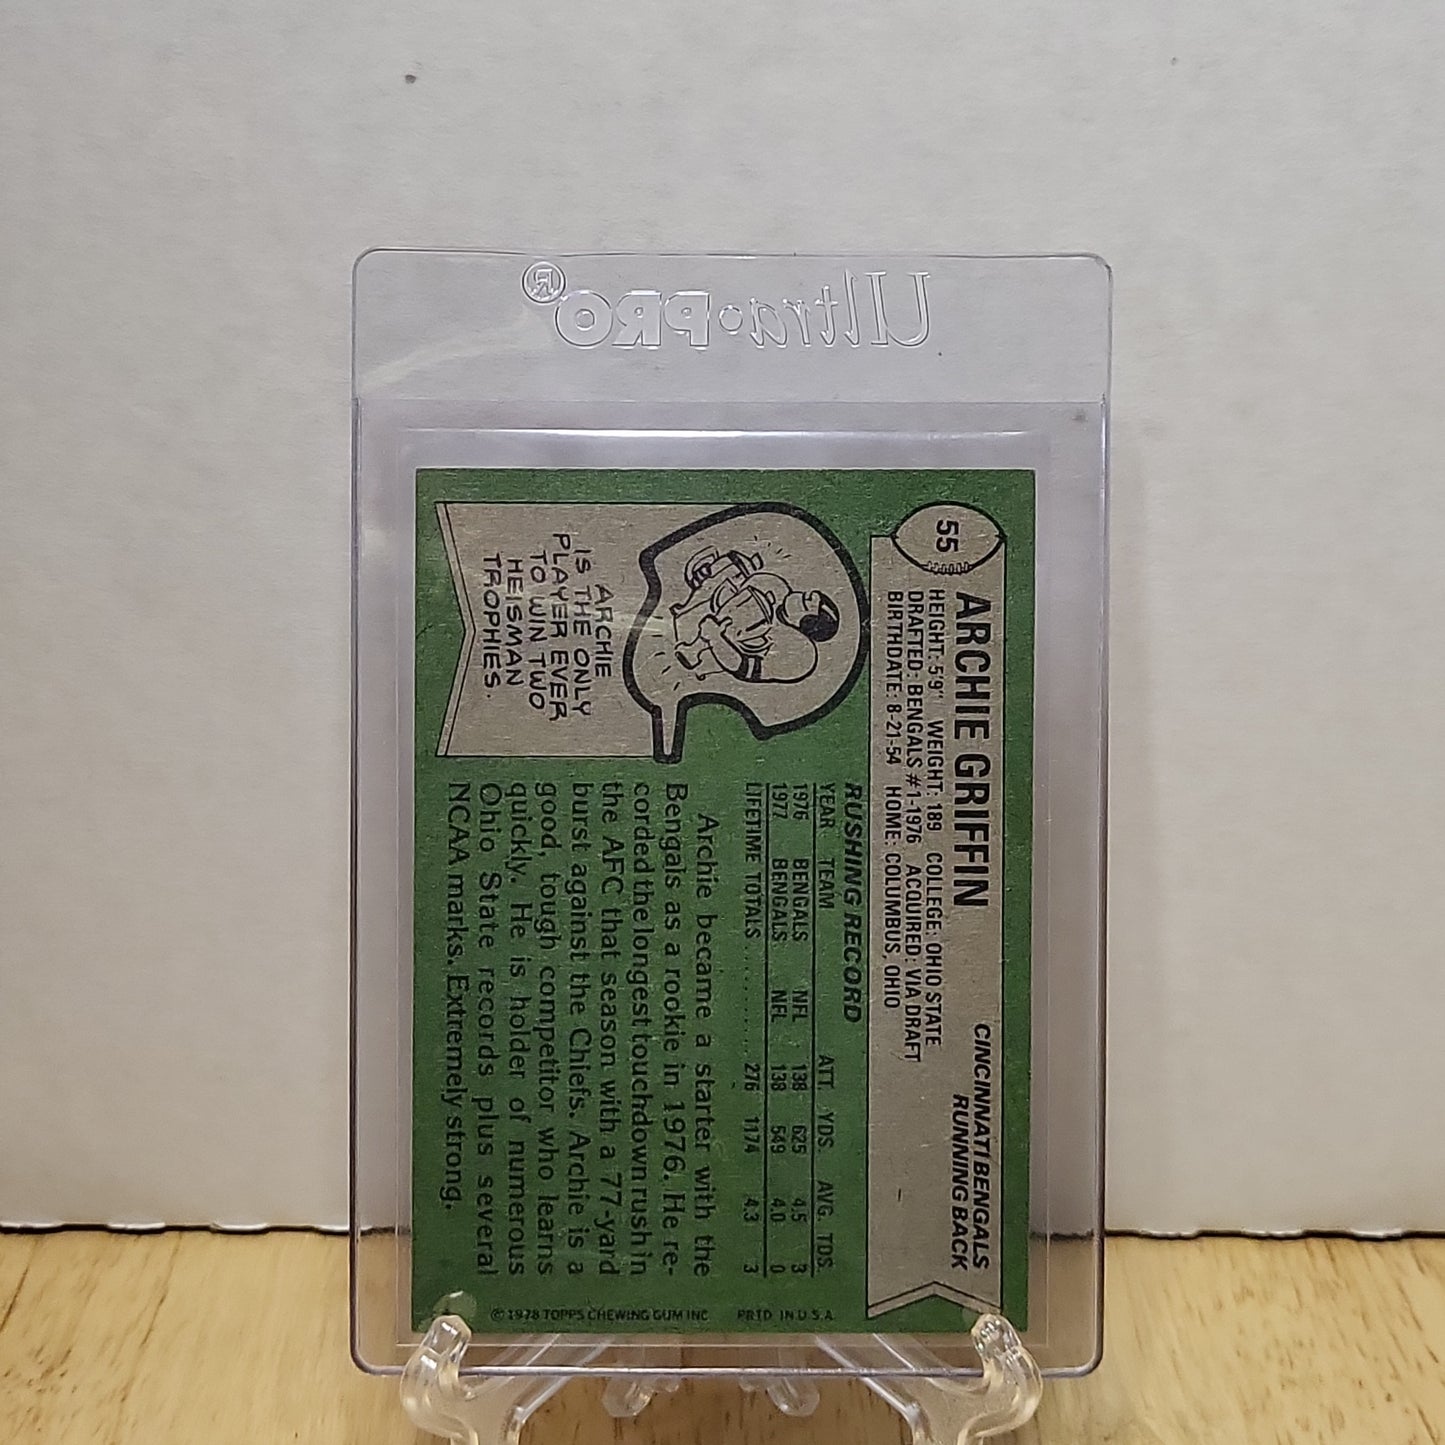 Ultra•PRO®
55
ARCHIE GRIFFIN
CINCINNATI BENGALS
RUNNING BACK
HEIGHT: 5'9" WEIGHT: 189 COLLEGE: OHIO STATE
DRAFTED: BENGALS #1-1976 ACQUIRED: VIA DRAFT
BIRTHDATE: 8-21-54 HOME: COLUMBUS, OHIO
RUSHING RECORD
YEAR TEAM ATT. YDS. AVG. TDS.
1976 BENGALS NFL 138 625 4.5 3
1977 BENGALS NFL 138 549 4.0 0
LIFETIME TOTALS.......... 276 1174 4.3 3
ARCHIE
IS THE ONLY
PLAYER EVER
TO WIN TWO
HEISMAN
TROPHIES.
Archie became a starter with the
Bengals as a rookie in 1976. He re-
corded the longest touchdown rush in
the AFC that season with a 77-yard
burst against the Chiefs. Archie is a
good, tough competitor who learns
quickly. He is holder of numerous
Ohio State records plus several
NCAA marks. Extremely strong.
© 1978 TOPPS CHEWING GUM INC PRTD IN U.S.A.